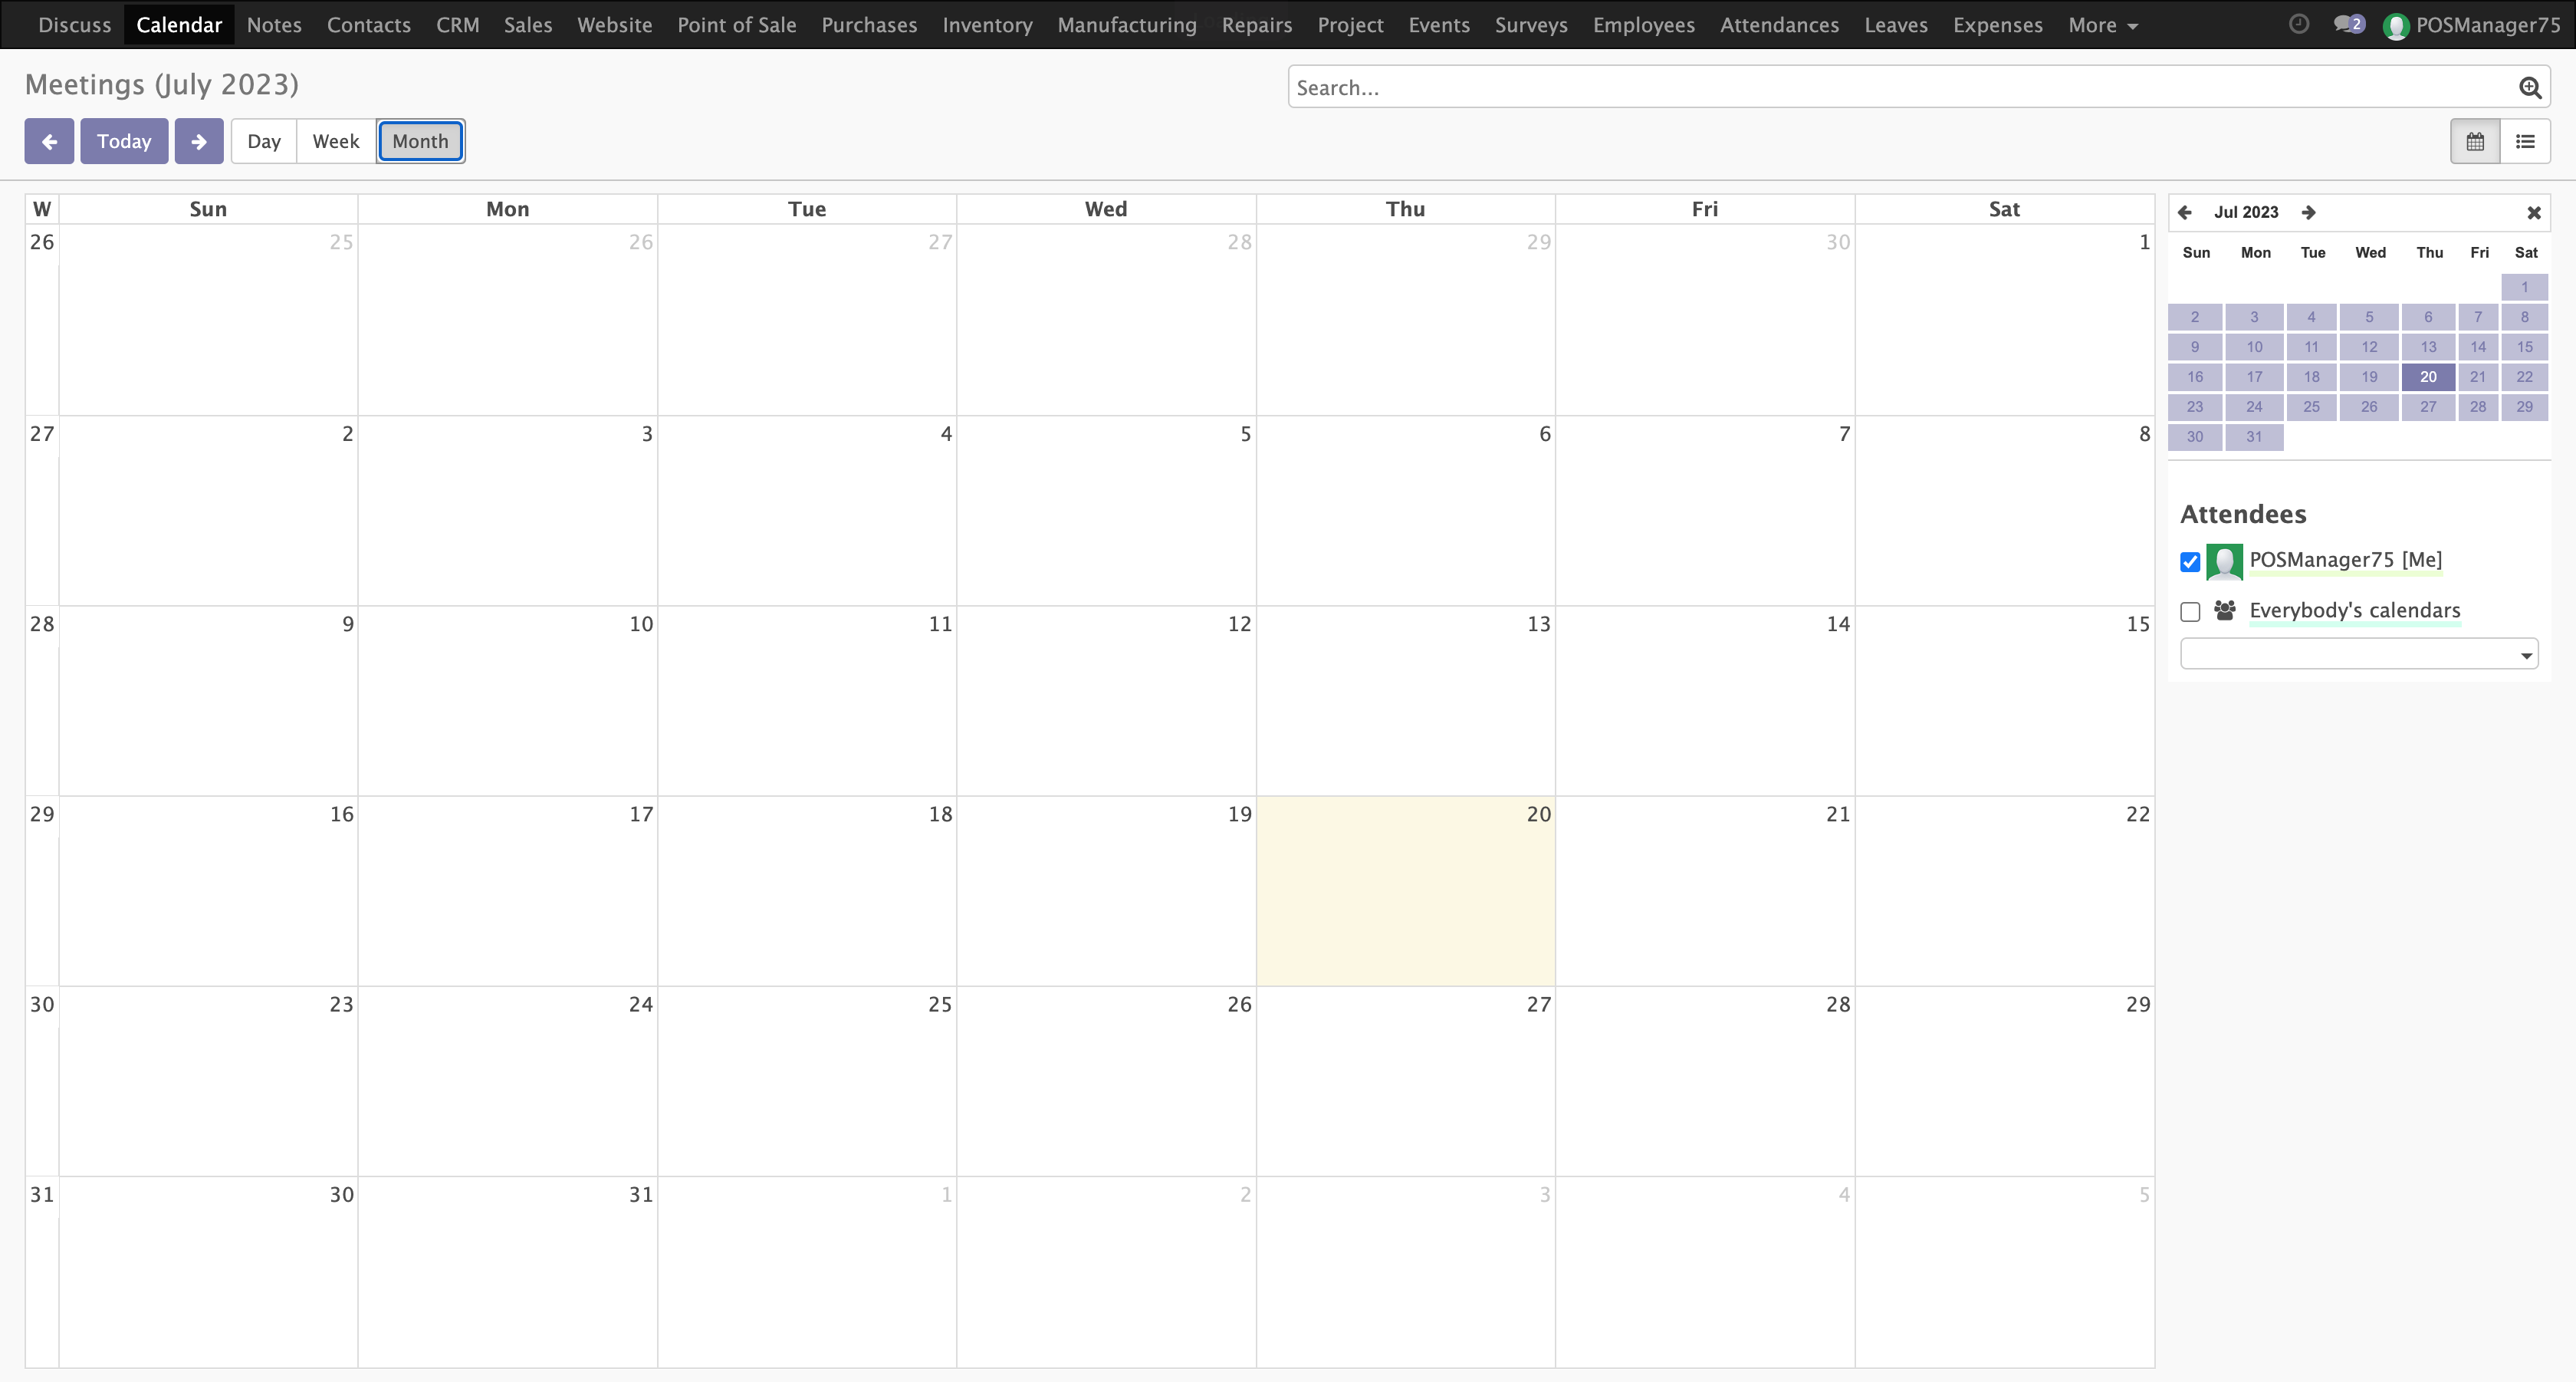 Discuss Calendar Notes Contacts CRM Sales Website Point of Sale Purchases Inventory Manufacturing Repairs Project Events Surveys Employees Attendances Leaves Expenses More 2 POSManager75
Meetings (July 2023)
Search...
Today Day Week Month
W Sun Mon Tue Wed Thu Fri Sat
26 25 26 27 28 29 30 1
27 2 3 4 5 6 7 8
28 9 10 11 12 13 14 15
29 16 17 18 19 20 21 22
30 23 24 25 26 27 28 29
31 30 31 1 2 3 4 5
Jul 2023
Sun Mon Tue Wed Thu Fri Sat
1
2 3 4 5 6 7 8
9 10 11 12 13 14 15
16 17 18 19 20 21 22
23 24 25 26 27 28 29
30 31
Attendees
POSManager75 [Me]
Everybody's calendars